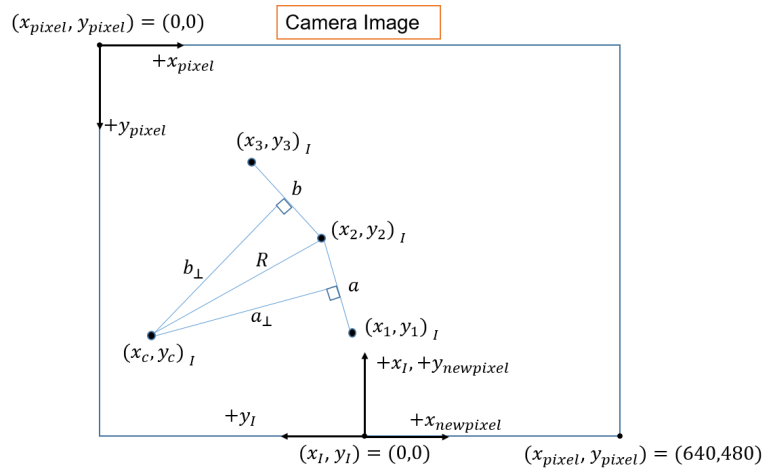 (x_pixel, y_pixel) = (0,0)
Camera Image
+x_pixel
+y_pixel
(x_3, y_3)_I
b
(x_2, y_2)_I
R
b_⊥
a
a_⊥
(x_1, y_1)_I
(x_c, y_c)_I
+x_I, +y_newpixel
+y_I
+x_newpixel
(x_I, y_I) = (0,0)
(x_pixel, y_pixel) = (640,480)